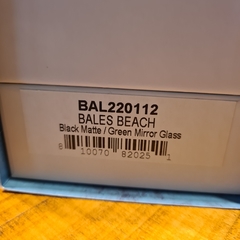 BAL220112
BALES BEACH
Black Matte / Green Mirror Glass
8 10070 82025 1